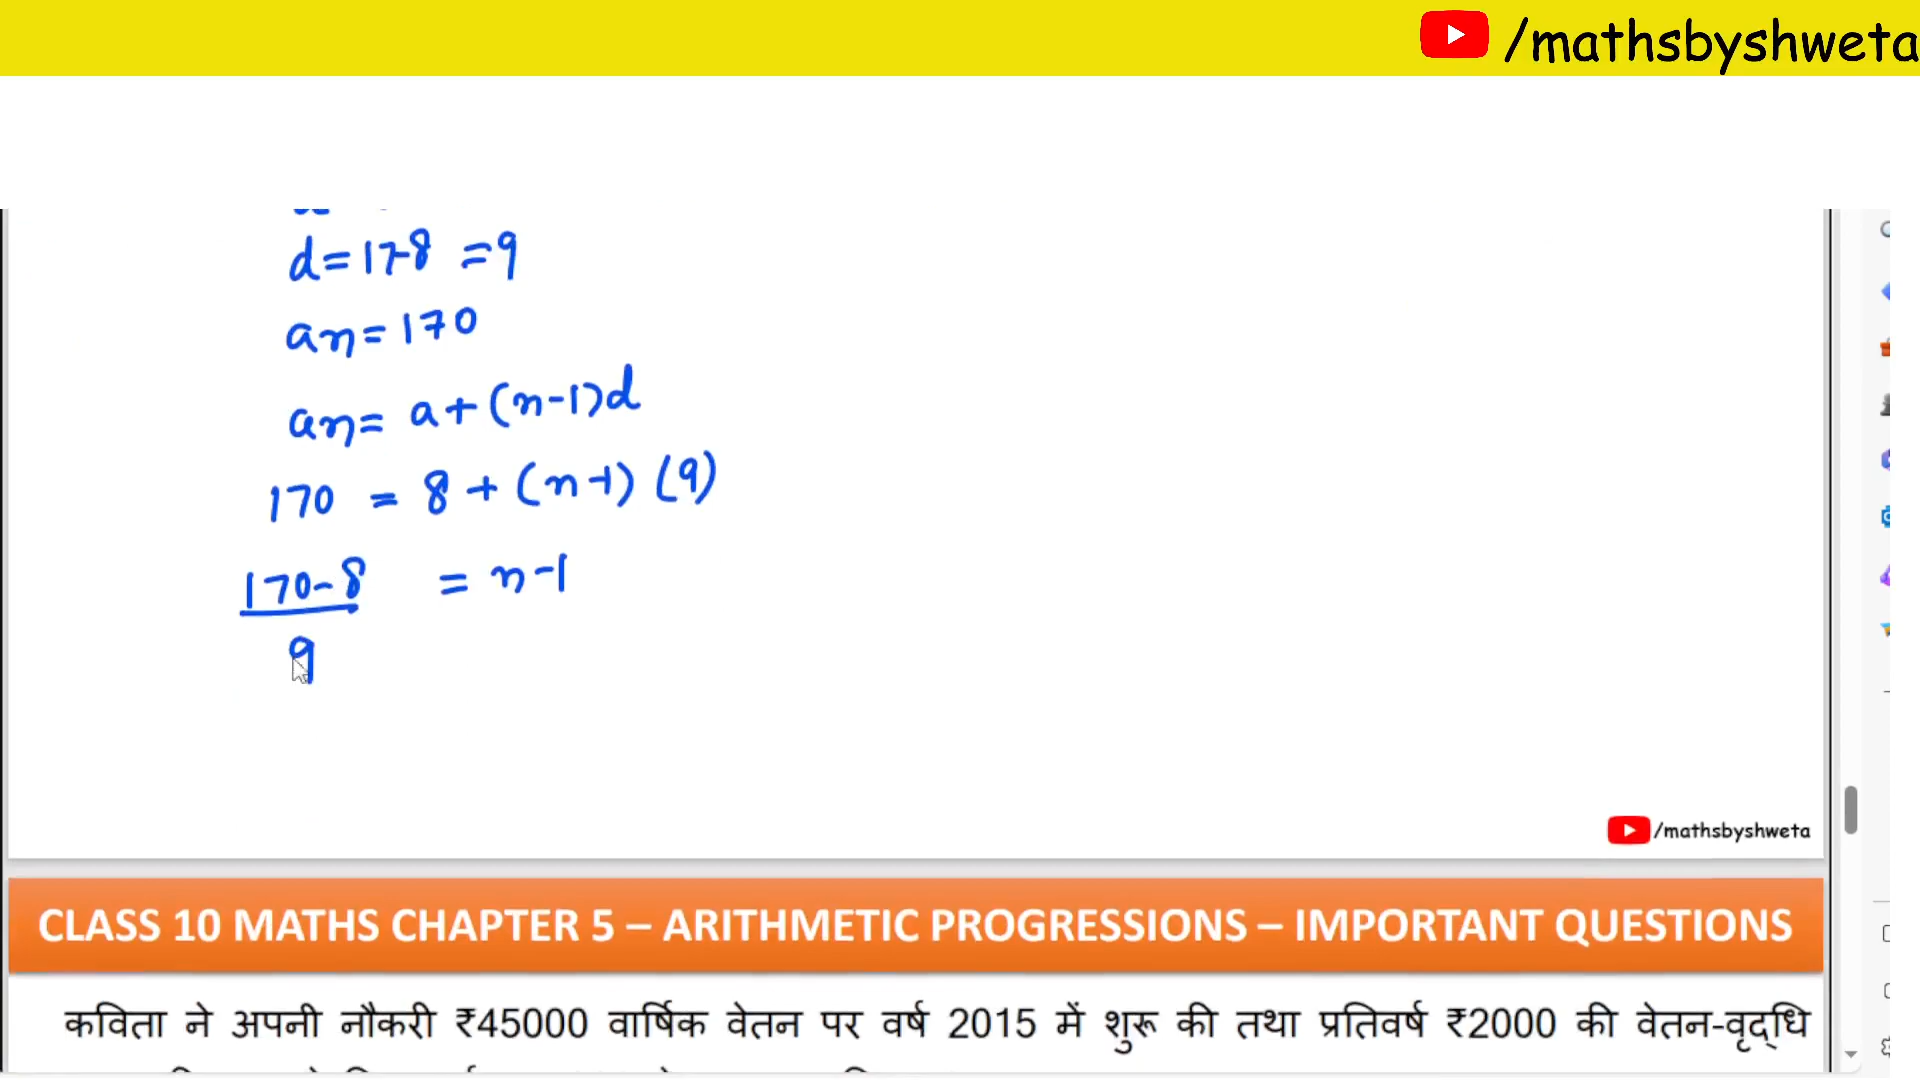 /mathsbyshweta
d = 17-8 = 9
an = 170
an = a + (n-1)d
170 = 8 + (n-1) (9)
170-8 = n-1
9
/mathsbyshweta
CLASS 10 MATHS CHAPTER 5 – ARITHMETIC PROGRESSIONS – IMPORTANT QUESTIONS
कविता ने अपनी नौकरी ₹45000 वार्षिक वेतन पर वर्ष 2015 में शुरू की तथा प्रतिवर्ष ₹2000 की वेतन-वृद्धि